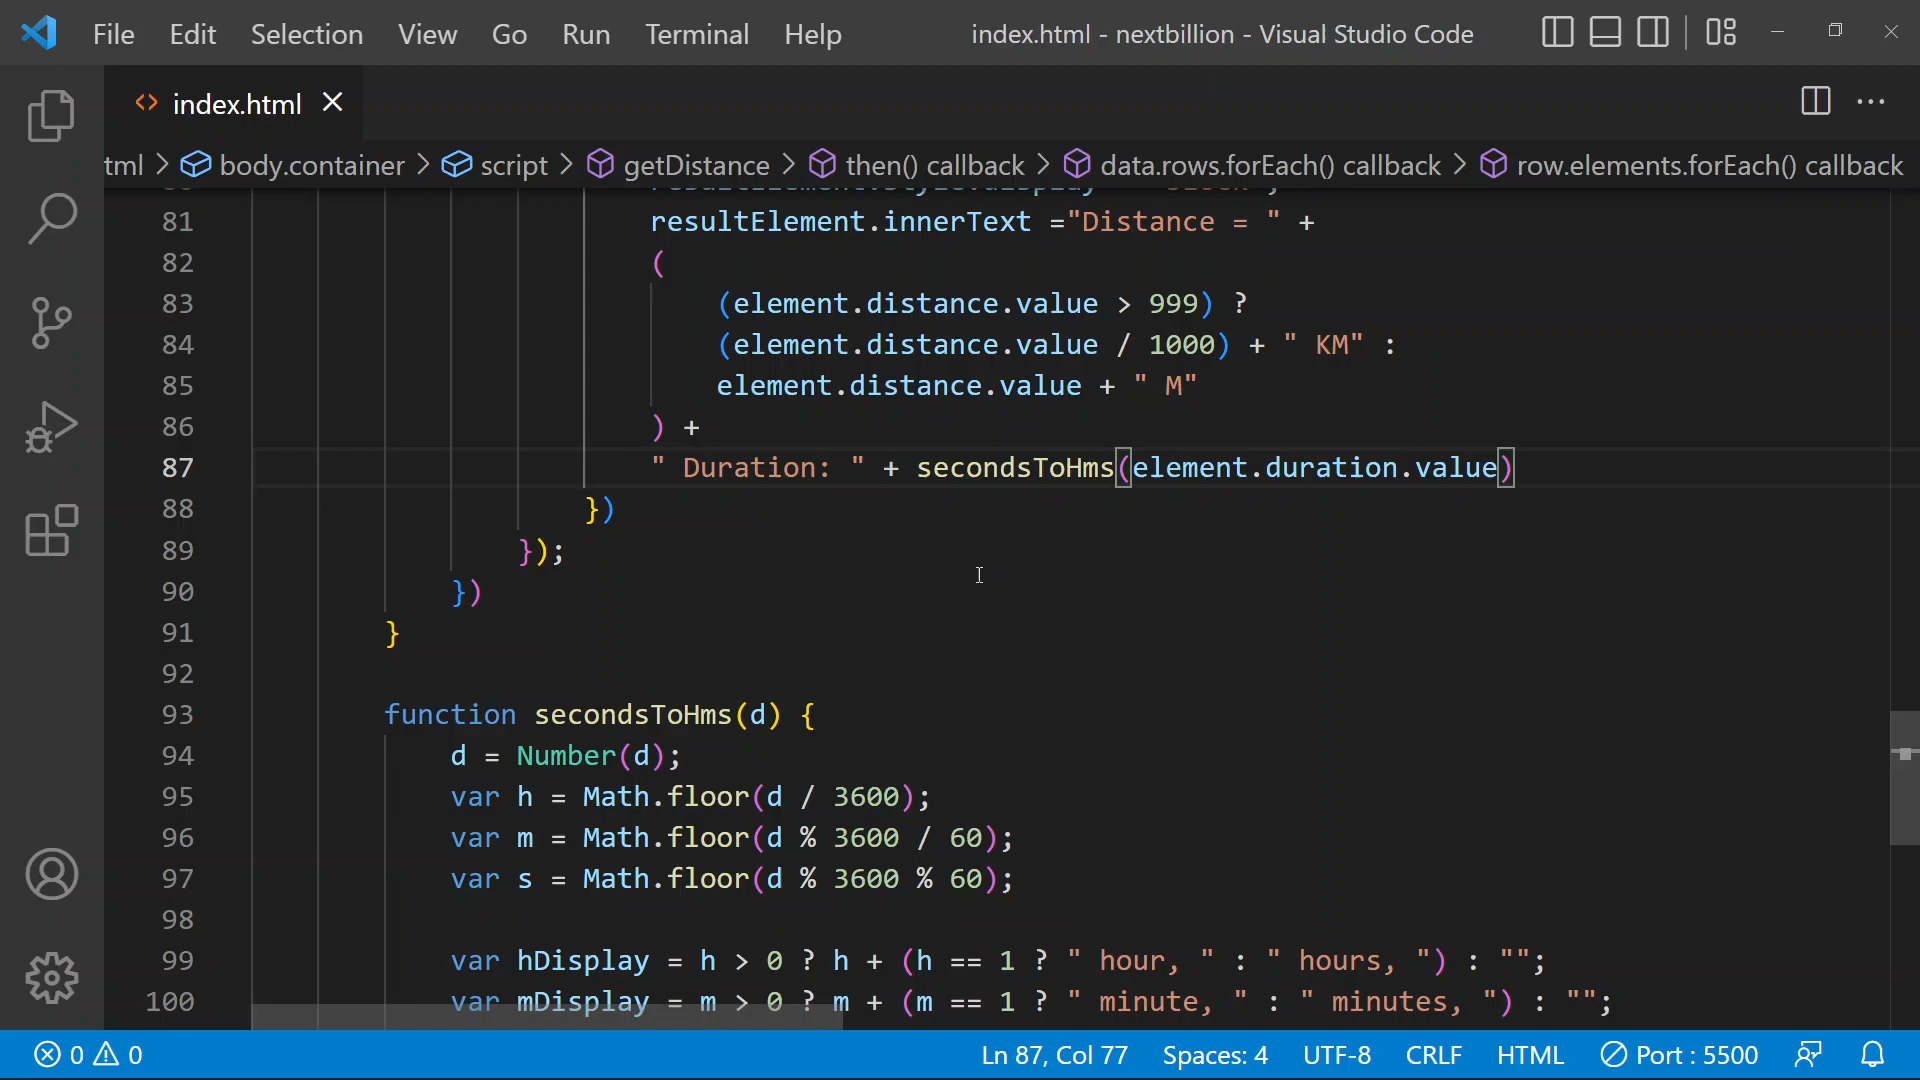 File Edit Selection View Go Run Terminal Help index.html - nextbillion - Visual Studio Code
index.html
tml > body.container > script > getDistance > then() callback > data.rows.forEach() callback > row.elements.forEach() callback
81 resultElement.innerText ="Distance = " +
82 (
83 (element.distance.value > 999) ?
84 (element.distance.value / 1000) + " KM" :
85 element.distance.value + " M"
86 ) +
87 " Duration: " + secondsToHms(element.duration.value)
88 })
89 });
90 })
91 }
92
93 function secondsToHms(d) {
94 d = Number(d);
95 var h = Math.floor(d / 3600);
96 var m = Math.floor(d % 3600 / 60);
97 var s = Math.floor(d % 3600 % 60);
98
99 var hDisplay = h > 0 ? h + (h == 1 ? " hour, " : " hours, ") : "";
100 var mDisplay = m > 0 ? m + (m == 1 ? " minute, " : " minutes, ") : "";
0 0 Ln 87, Col 77 Spaces: 4 UTF-8 CRLF HTML Port : 5500